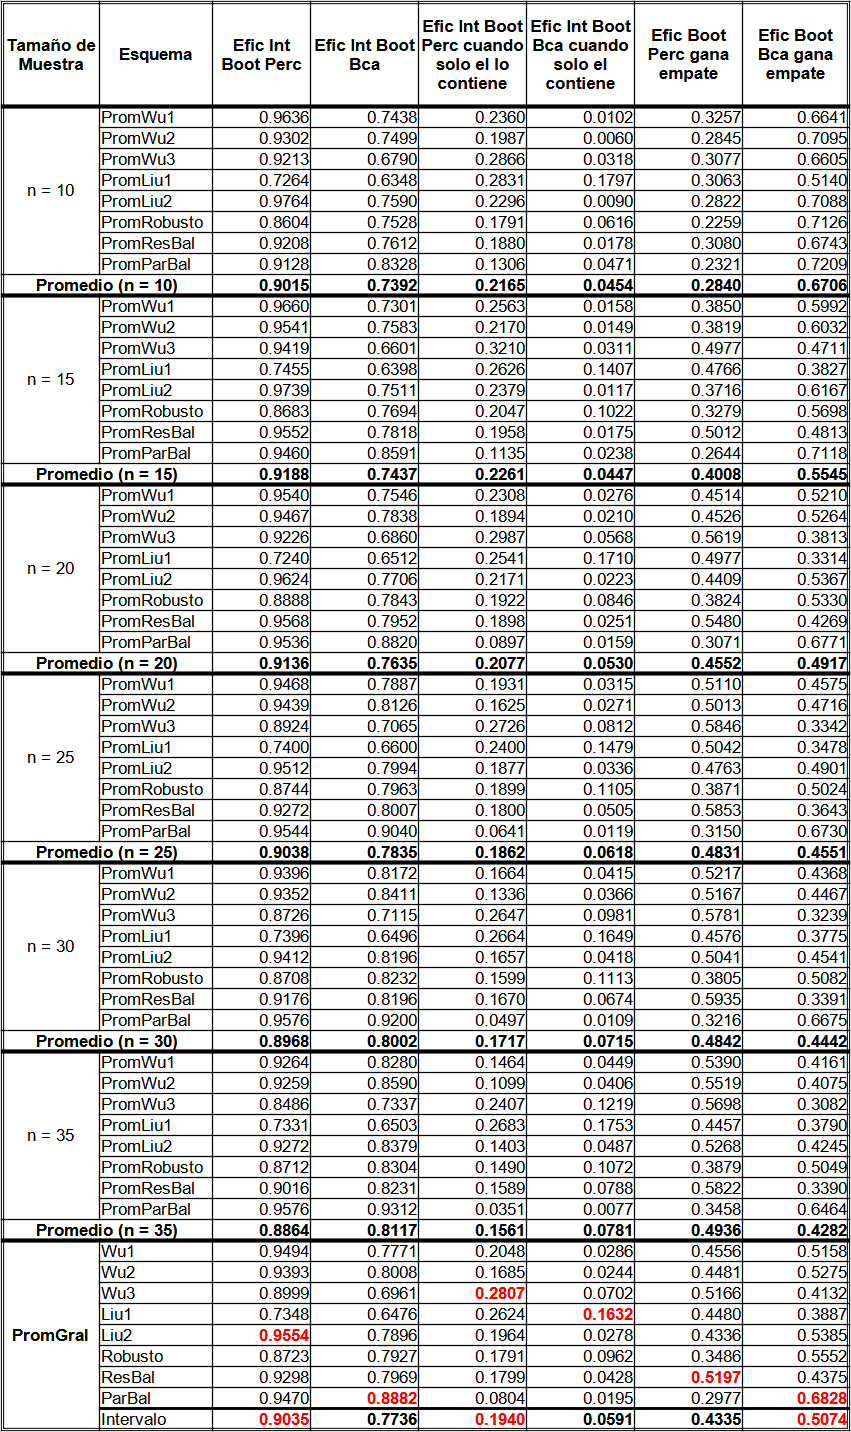 Tamaño de Muestra Esquema Efic Int Boot Perc Efic Int Boot Bca Efic Int Boot Perc cuando solo el lo contiene Efic Int Boot Bca cuando solo el contiene Efic Boot Perc gana empate Efic Boot Bca gana empate
n = 10
PromWu1 0.9636 0.7438 0.2360 0.0102 0.3257 0.6641
PromWu2 0.9302 0.7499 0.1987 0.0060 0.2845 0.7095
PromWu3 0.9213 0.6790 0.2866 0.0318 0.3077 0.6605
PromLiu1 0.7264 0.6348 0.2831 0.1797 0.3063 0.5140
PromLiu2 0.9764 0.7590 0.2296 0.0090 0.2822 0.7088
PromRobusto 0.8604 0.7528 0.1791 0.0616 0.2259 0.7126
PromResBal 0.9208 0.7612 0.1880 0.0178 0.3080 0.6743
PromParBal 0.9128 0.8328 0.1306 0.0471 0.2321 0.7209
Promedio (n = 10) 0.9015 0.7392 0.2165 0.0454 0.2840 0.6706
n = 15
PromWu1 0.9660 0.7301 0.2563 0.0158 0.3850 0.5992
PromWu2 0.9541 0.7583 0.2170 0.0149 0.3819 0.6032
PromWu3 0.9419 0.6601 0.3210 0.0311 0.4977 0.4711
PromLiu1 0.7455 0.6398 0.2626 0.1407 0.4766 0.3827
PromLiu2 0.9739 0.7511 0.2379 0.0117 0.3716 0.6167
PromRobusto 0.8683 0.7694 0.2047 0.1022 0.3279 0.5698
PromResBal 0.9552 0.7818 0.1958 0.0175 0.5012 0.4813
PromParBal 0.9460 0.8591 0.1135 0.0238 0.2644 0.7118
Promedio (n = 15) 0.9188 0.7437 0.2261 0.0447 0.4008 0.5545
n = 20
PromWu1 0.9540 0.7546 0.2308 0.0276 0.4514 0.5210
PromWu2 0.9467 0.7838 0.1894 0.0210 0.4526 0.5264
PromWu3 0.9226 0.6860 0.2987 0.0568 0.5619 0.3813
PromLiu1 0.7240 0.6512 0.2541 0.1710 0.4977 0.3314
PromLiu2 0.9624 0.7706 0.2171 0.0223 0.4409 0.5367
PromRobusto 0.8888 0.7843 0.1922 0.0846 0.3824 0.5330
PromResBal 0.9568 0.7952 0.1898 0.0251 0.5480 0.4269
PromParBal 0.9536 0.8820 0.0897 0.0159 0.3071 0.6771
Promedio (n = 20) 0.9136 0.7635 0.2077 0.0530 0.4552 0.4917
n = 25
PromWu1 0.9468 0.7887 0.1931 0.0315 0.5110 0.4575
PromWu2 0.9439 0.8126 0.1625 0.0271 0.5013 0.4716
PromWu3 0.8924 0.7065 0.2726 0.0812 0.5846 0.3342
PromLiu1 0.7400 0.6600 0.2400 0.1479 0.5042 0.3478
PromLiu2 0.9512 0.7994 0.1877 0.0336 0.4763 0.4901
PromRobusto 0.8744 0.7963 0.1899 0.1105 0.3871 0.5024
PromResBal 0.9272 0.8007 0.1800 0.0505 0.5853 0.3643
PromParBal 0.9544 0.9040 0.0641 0.0119 0.3150 0.6730
Promedio (n = 25) 0.9038 0.7835 0.1862 0.0618 0.4831 0.4551
n = 30
PromWu1 0.9396 0.8172 0.1664 0.0415 0.5217 0.4368
PromWu2 0.9352 0.8411 0.1336 0.0366 0.5167 0.4467
PromWu3 0.8726 0.7115 0.2647 0.0981 0.5781 0.3239
PromLiu1 0.7396 0.6496 0.2664 0.1649 0.4576 0.3775
PromLiu2 0.9412 0.8196 0.1657 0.0418 0.5041 0.4541
PromRobusto 0.8708 0.8232 0.1599 0.1113 0.3805 0.5082
PromResBal 0.9176 0.8196 0.1670 0.0674 0.5935 0.3391
PromParBal 0.9576 0.9200 0.0497 0.0109 0.3216 0.6675
Promedio (n = 30) 0.8968 0.8002 0.1717 0.0715 0.4842 0.4442
n = 35
PromWu1 0.9264 0.8280 0.1464 0.0449 0.5390 0.4161
PromWu2 0.9259 0.8590 0.1099 0.0406 0.5519 0.4075
PromWu3 0.8486 0.7337 0.2407 0.1219 0.5698 0.3082
PromLiu1 0.7331 0.6503 0.2683 0.1753 0.4457 0.3790
PromLiu2 0.9272 0.8379 0.1403 0.0487 0.5268 0.4245
PromRobusto 0.8712 0.8304 0.1490 0.1072 0.3879 0.5049
PromResBal 0.9016 0.8231 0.1589 0.0788 0.5822 0.3390
PromParBal 0.9576 0.9312 0.0351 0.0077 0.3458 0.6464
Promedio (n = 35) 0.8864 0.8117 0.1561 0.0781 0.4936 0.4282
PromGral
Wu1 0.9494 0.7771 0.2048 0.0286 0.4556 0.5158
Wu2 0.9393 0.8008 0.1685 0.0244 0.4481 0.5275
Wu3 0.8999 0.6961 0.2807 0.0702 0.5166 0.4132
Liu1 0.7348 0.6476 0.2624 0.1632 0.4480 0.3887
Liu2 0.9554 0.7896 0.1964 0.0278 0.4336 0.5385
Robusto 0.8723 0.7927 0.1791 0.0962 0.3486 0.5552
ResBal 0.9298 0.7969 0.1799 0.0428 0.5197 0.4375
ParBal 0.9470 0.8882 0.0804 0.0195 0.2977 0.6828
Intervalo 0.9035 0.7736 0.1940 0.0591 0.4335 0.5074